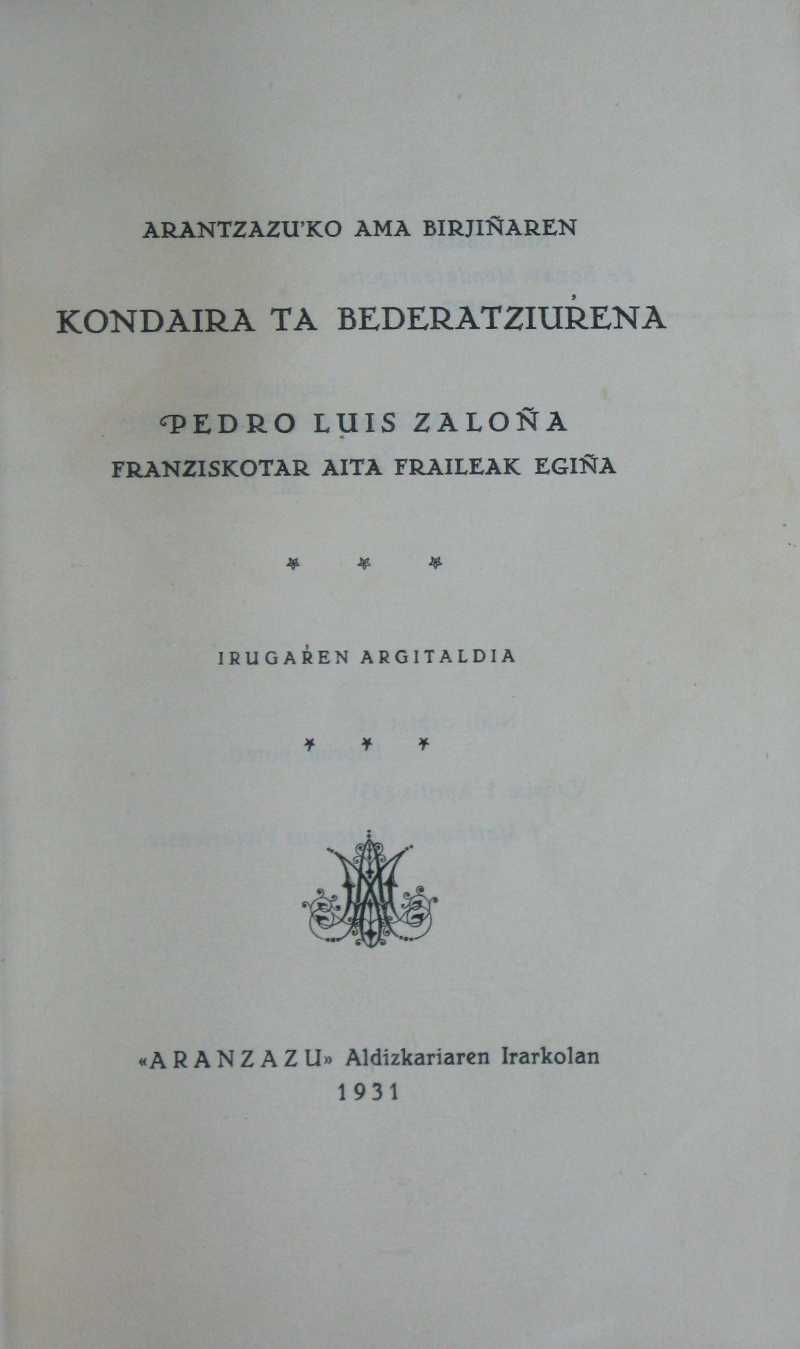 ARANTZAZU'KO AMA BIRJIÑAREN
KONDAIRA TA BEDERATZIUŔENA
PEDRO LUIS ZALOÑA
FRANZISKOTAR AITA FRAILEAK EGIÑA
* * *
IRUGAŔEN ARGITALDIA
* * *
«ARANZAZU» Aldizkariaren Irarkolan
1931